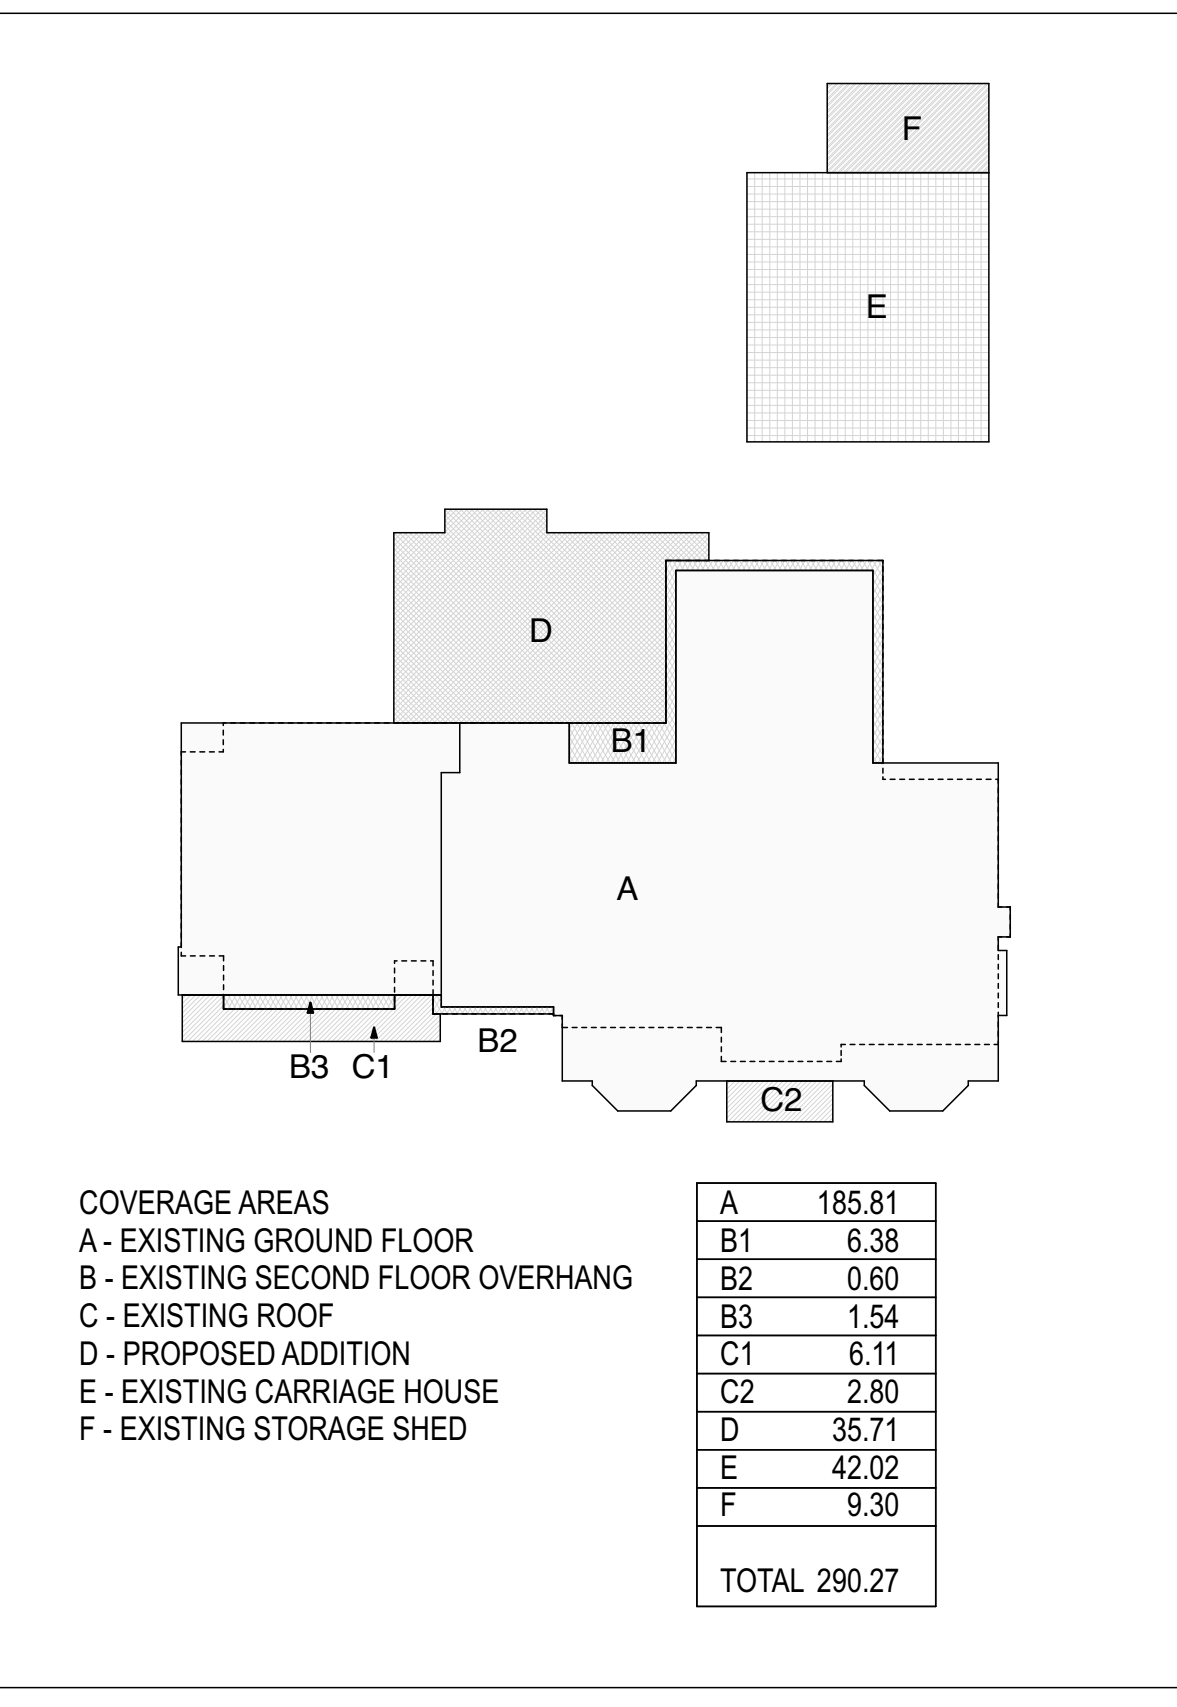 F
E
D
B1
A
B2
B3 C1
C2
COVERAGE AREAS
A - EXISTING GROUND FLOOR
B - EXISTING SECOND FLOOR OVERHANG
C - EXISTING ROOF
D - PROPOSED ADDITION
E - EXISTING CARRIAGE HOUSE
F - EXISTING STORAGE SHED
A 185.81
B1 6.38
B2 0.60
B3 1.54
C1 6.11
C2 2.80
D 35.71
E 42.02
F 9.30
TOTAL 290.27